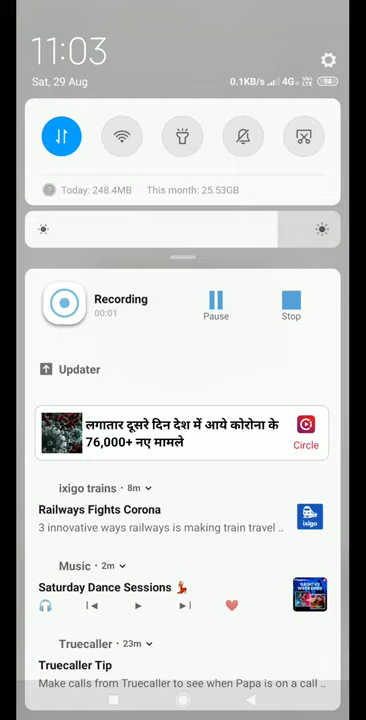 11:03
Sat, 29 Aug
0.1KB/s 4G 94
Today: 248.4MB This month: 25.53GB
Recording
00:01
Pause
Stop
Updater
लगातार दूसरे दिन देश में आये कोरोना के
76,000+ नए मामले
Circle
ixigo trains · 8m
Railways Fights Corona
3 innovative ways railways is making train travel ..
ixigo
Music · 2m
Saturday Dance Sessions 💃
Truecaller · 23m
Truecaller Tip
Make calls from Truecaller to see when Papa is on a call ..